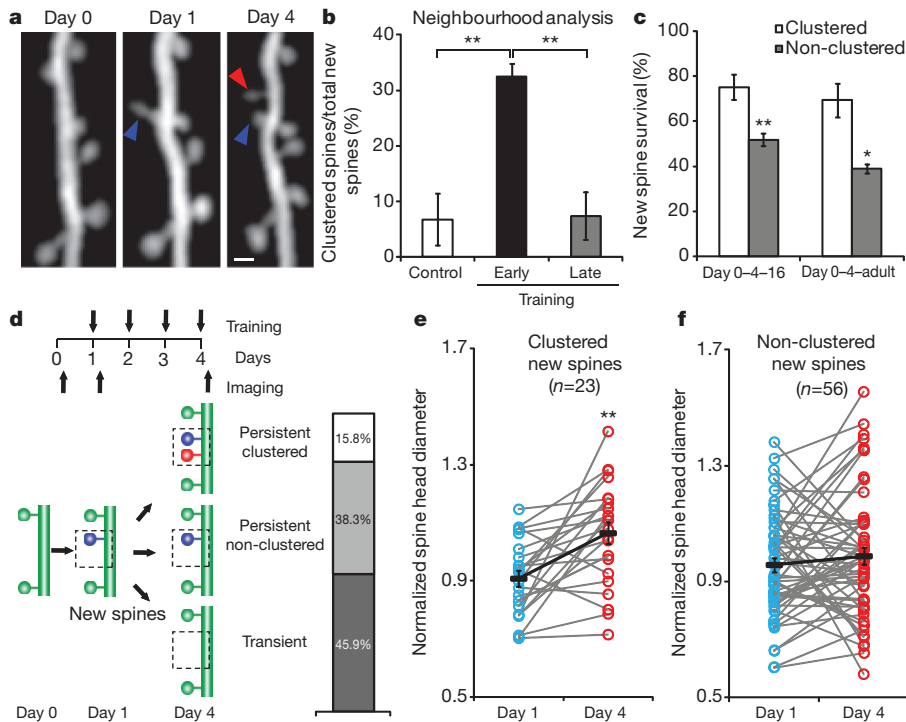 a
Day 0
Day 1
Day 4
b
Neighbourhood analysis
Clustered spines/total new
spines (%)
40
30
20
10
0
**
**
Control
Early
Late
Training
c
New spine survival (%)
100
80
60
40
20
0
Clustered
Non-clustered
**
*
Day 0–4–16
Day 0–4–adult
d
Training
0 1 2 3 4
Days
Imaging
Persistent
clustered
Persistent
non-clustered
Transient
New spines
Day 0
Day 1
Day 4
15.8%
38.3%
45.9%
e
Clustered
new spines
(n=23)
**
Normalized spine head diameter
1.7
1.3
0.9
0.5
Day 1
Day 4
f
Non-clustered
new spines
(n=56)
Normalized spine head diameter
1.7
1.3
0.9
0.5
Day 1
Day 4